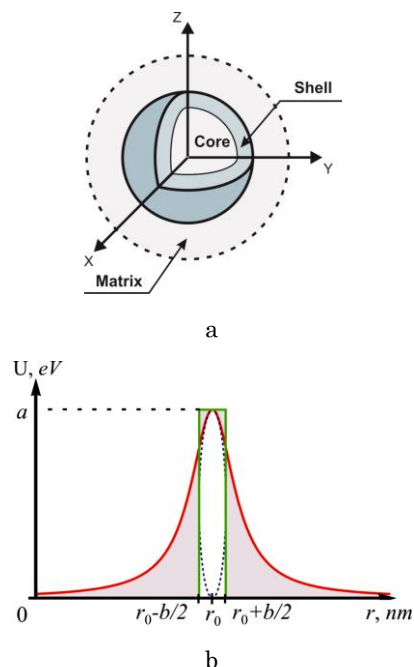 Z
Shell
Core
Y
X
Matrix
a
U, eV
a
0
r₀-b/2 r₀ r₀+b/2 r, nm
b